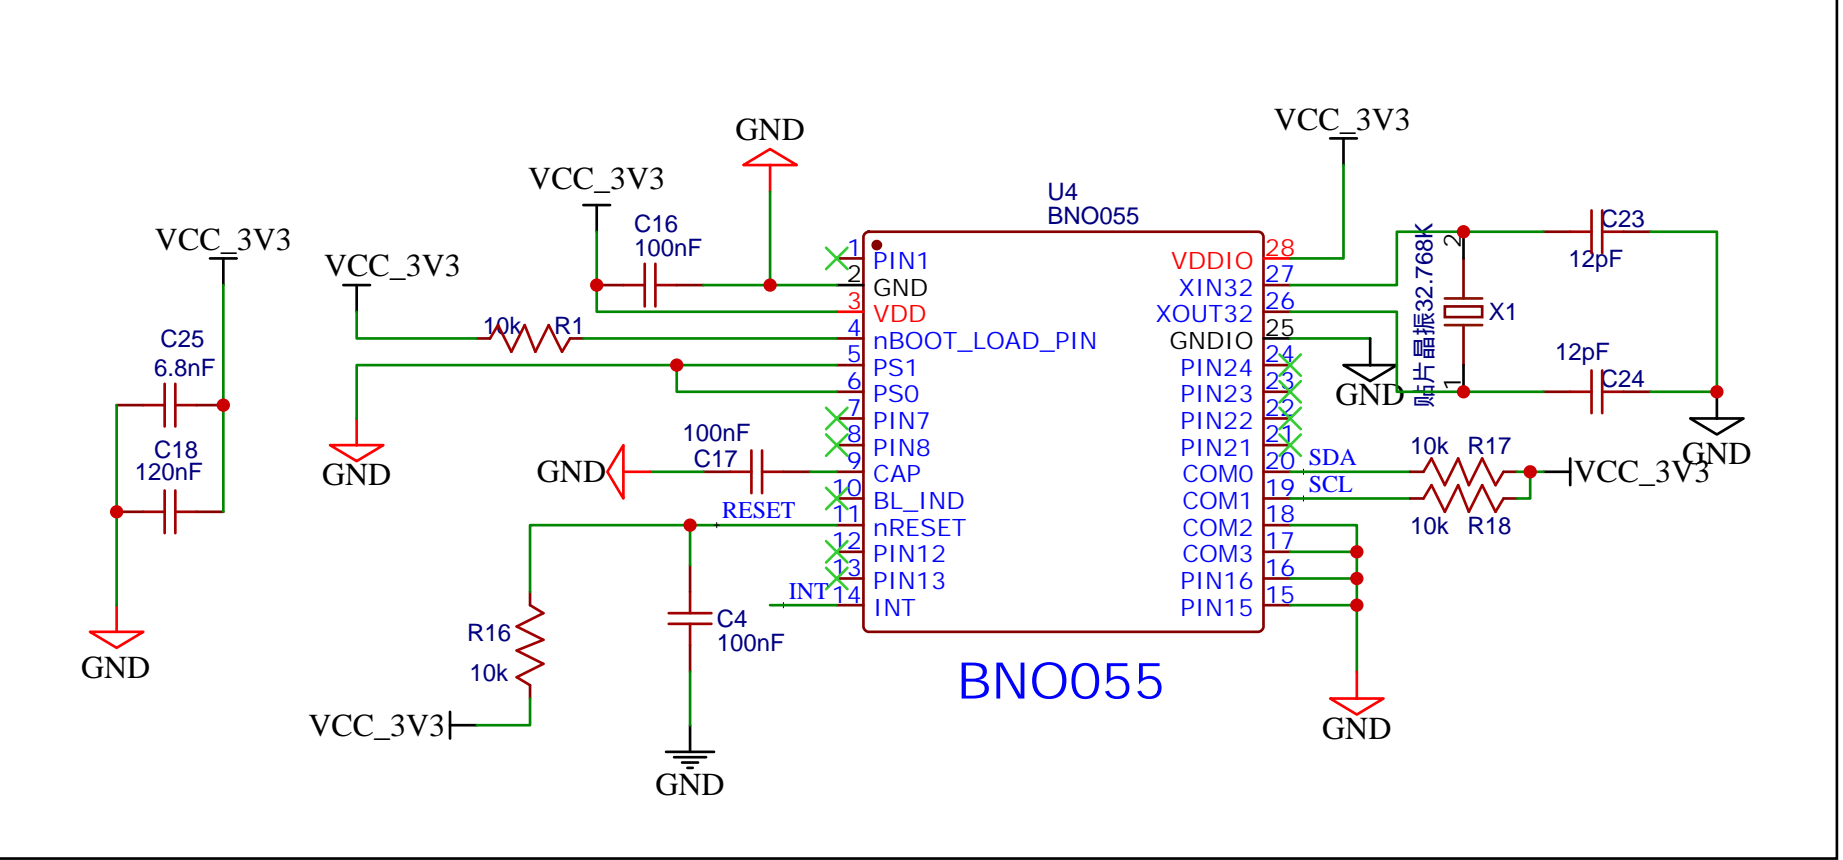 VCC_3V3
C25
6.8nF
C18
120nF
GND
VCC_3V3
10k
R1
GND
VCC_3V3
C16
100nF
GND
100nF
C17
GND
RESET
INT
R16
10k
VCC_3V3
C4
100nF
GND
U4
BNO055
1
PIN1
2
GND
3
VDD
4
nBOOT_LOAD_PIN
5
PS1
6
PS0
7
PIN7
8
PIN8
9
CAP
10
BL_IND
11
nRESET
12
PIN12
13
PIN13
14
INT
28
VDDIO
27
XIN32
26
XOUT32
25
GNDIO
24
PIN24
23
PIN23
22
PIN22
21
PIN21
20
COM0
19
COM1
18
COM2
17
COM3
16
PIN16
15
PIN15
BNO055
VCC_3V3
GND
贴片晶振32.768K
2
1
X1
C23
12pF
12pF
C24
GND
SDA
SCL
10k
R17
10k
R18
VCC_3V3
GND